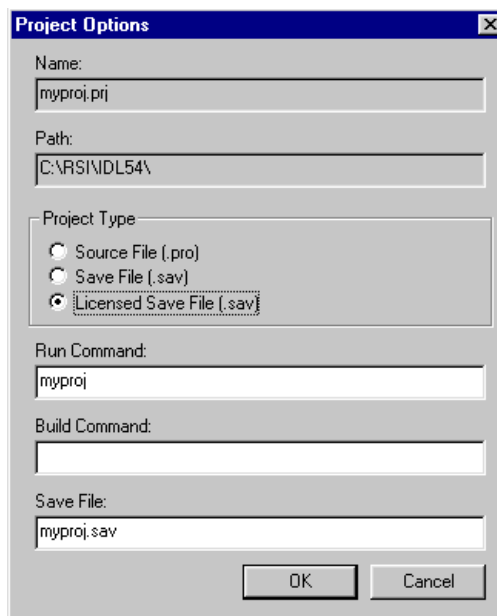 Project Options
Name:
myproj.prj
Path:
C:\RSI\IDL54\
Project Type
Source File (.pro)
Save File (.sav)
Licensed Save File (.sav)
Run Command:
myproj
Build Command:
Save File:
myproj.sav
OK Cancel